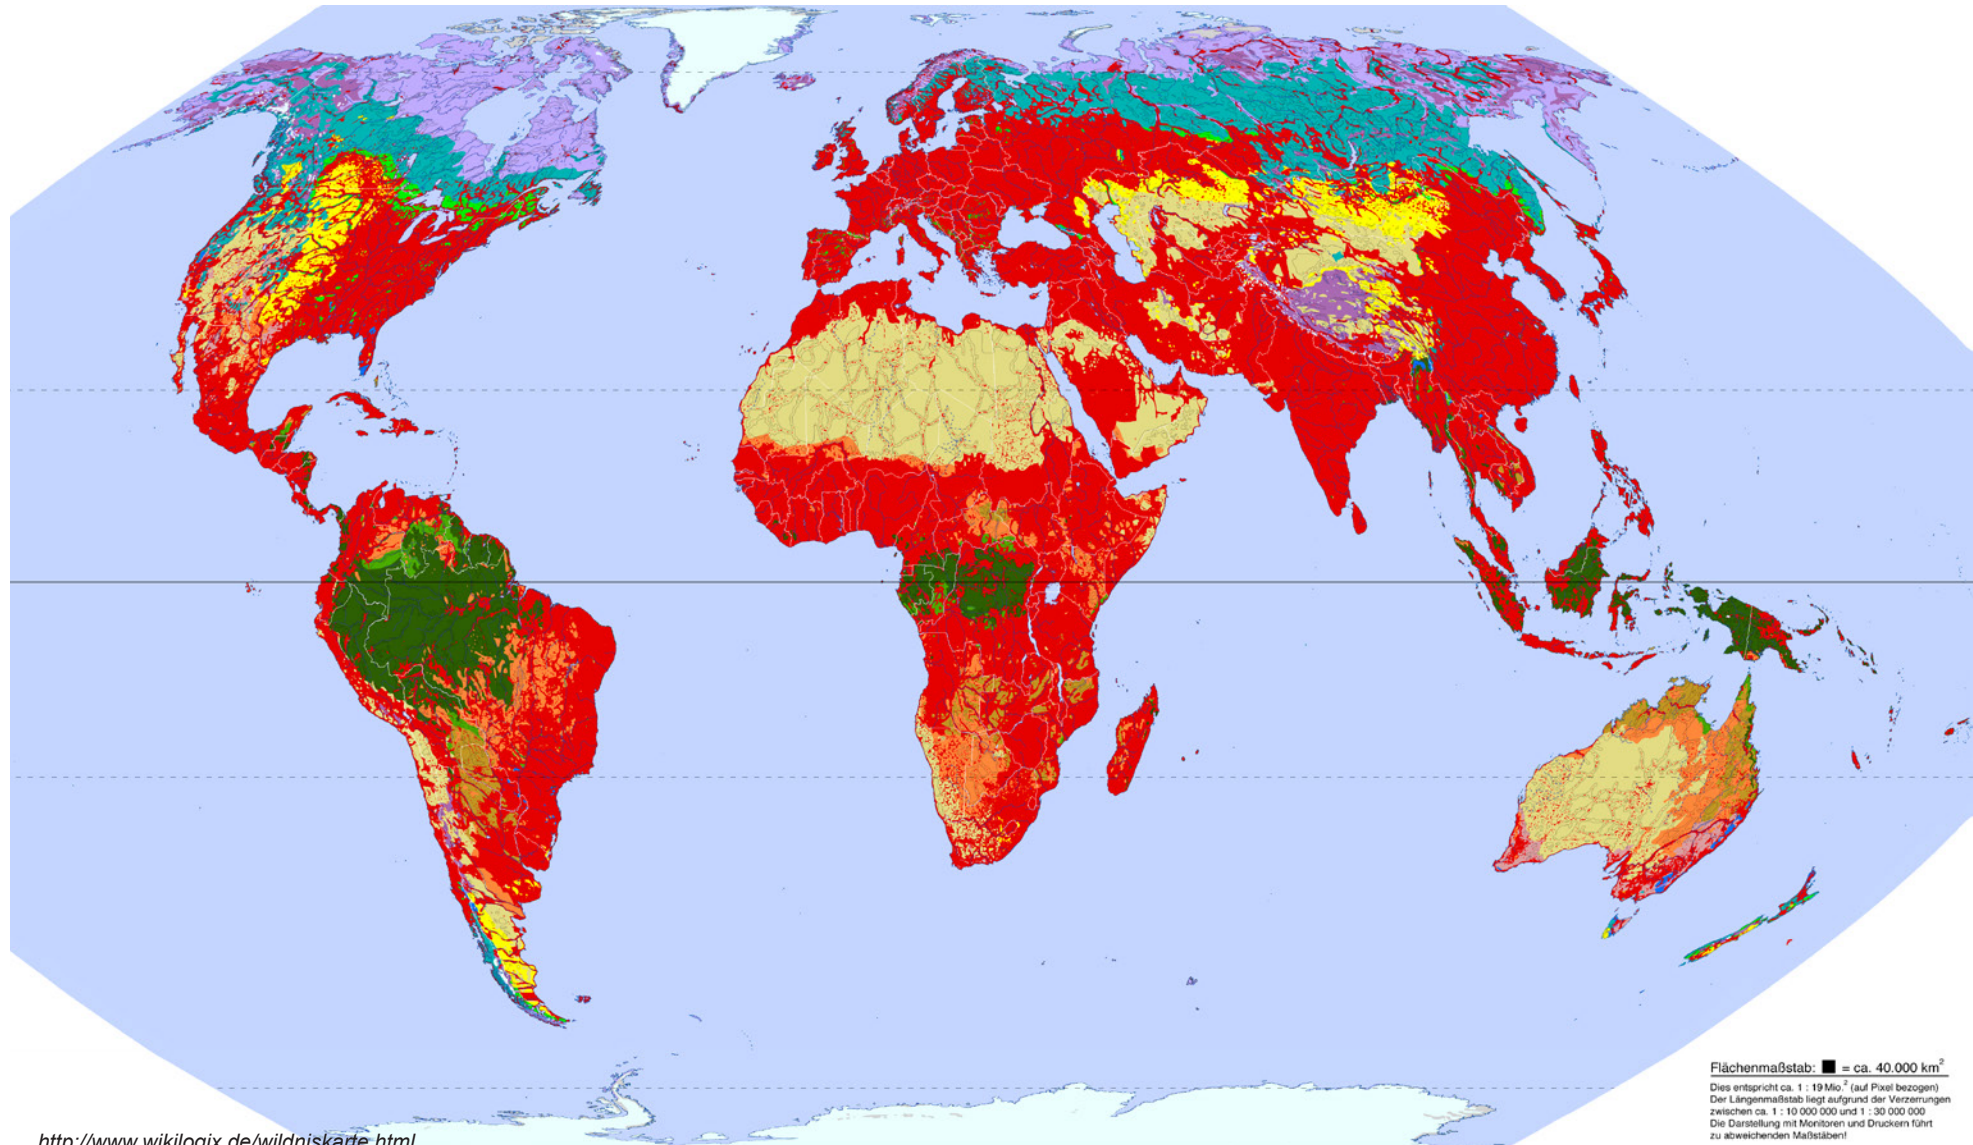 Flächenmaßstab: = ca. 40.000 km²
Dies entspricht ca. 1 : 19 Mio.² (auf Pixel bezogen)
Der Längenmaßstab liegt aufgrund der Verzerrungen
zwischen ca. 1 : 10 000 000 und 1 : 30 000 000
Die Darstellung mit Monitoren und Druckern führt
zu abweichenden Maßstäben!
http://www.wikilogix.de/wildniskarte.html